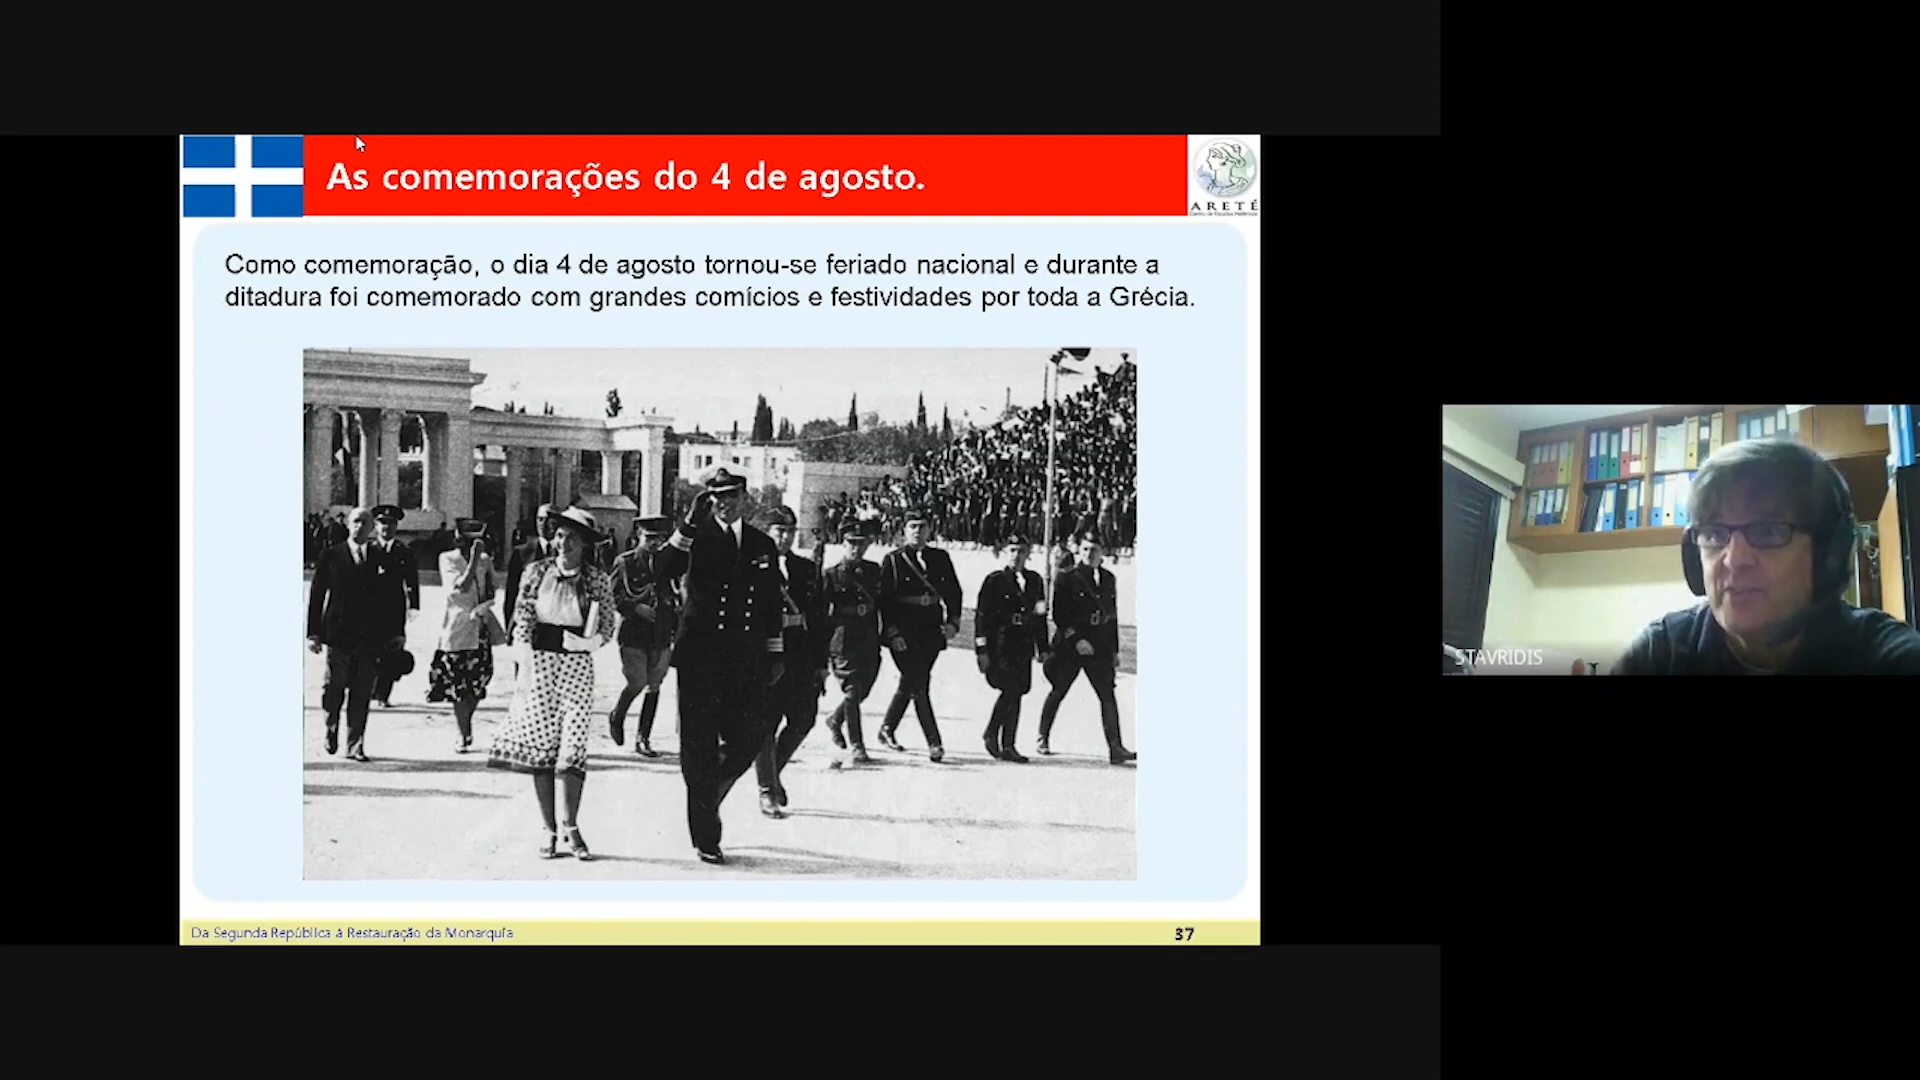 As comemorações do 4 de agosto.
ARETÉ
Centro de Estudos Helênicos
Como comemoração, o dia 4 de agosto tornou-se feriado nacional e durante a
ditadura foi comemorado com grandes comícios e festividades por toda a Grécia.
STAVRIDIS
Da Segunda República à Restauração da Monarquia
37